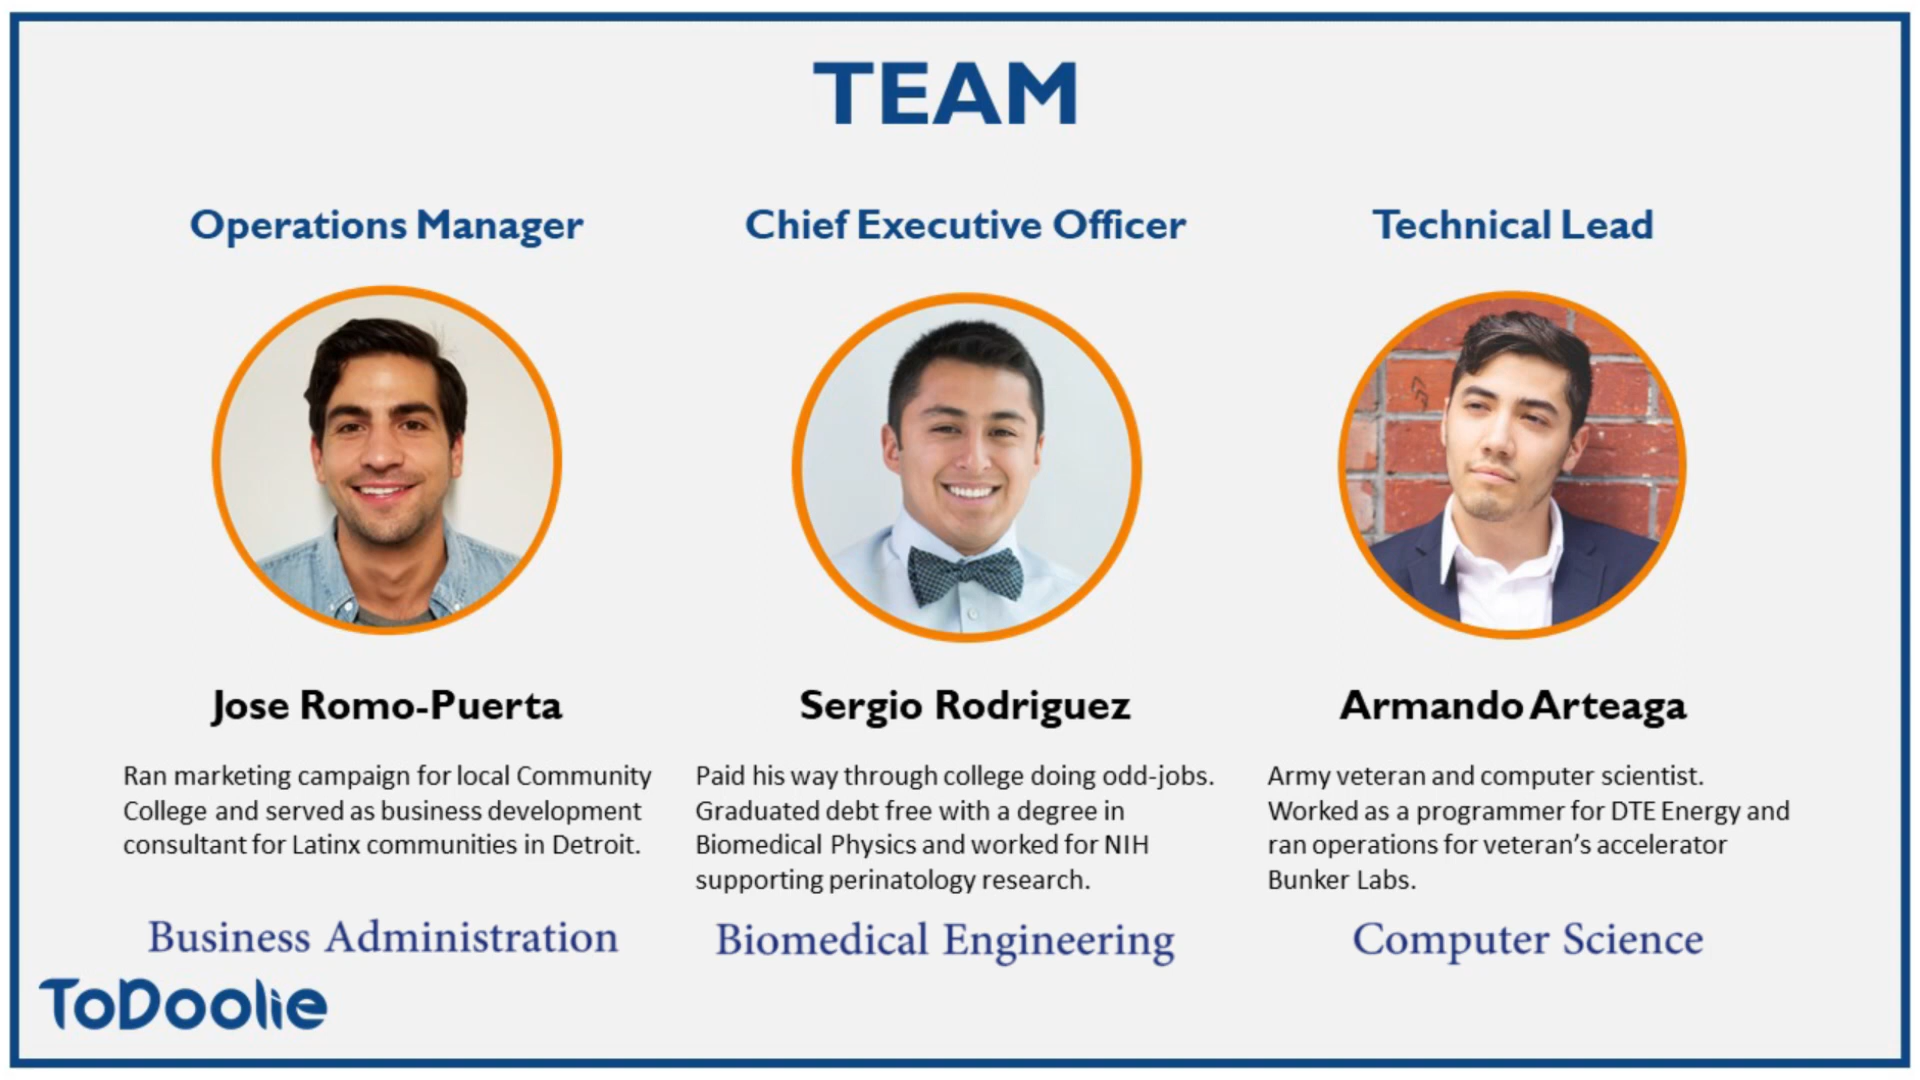 TEAM
Operations Manager
Jose Romo-Puerta
Ran marketing campaign for local Community
College and served as business development
consultant for Latinx communities in Detroit.
Business Administration
Chief Executive Officer
Sergio Rodriguez
Paid his way through college doing odd-jobs.
Graduated debt free with a degree in
Biomedical Physics and worked for NIH
supporting perinatology research.
Biomedical Engineering
Technical Lead
Armando Arteaga
Army veteran and computer scientist.
Worked as a programmer for DTE Energy and
ran operations for veteran's accelerator
Bunker Labs.
Computer Science
ToDoolie